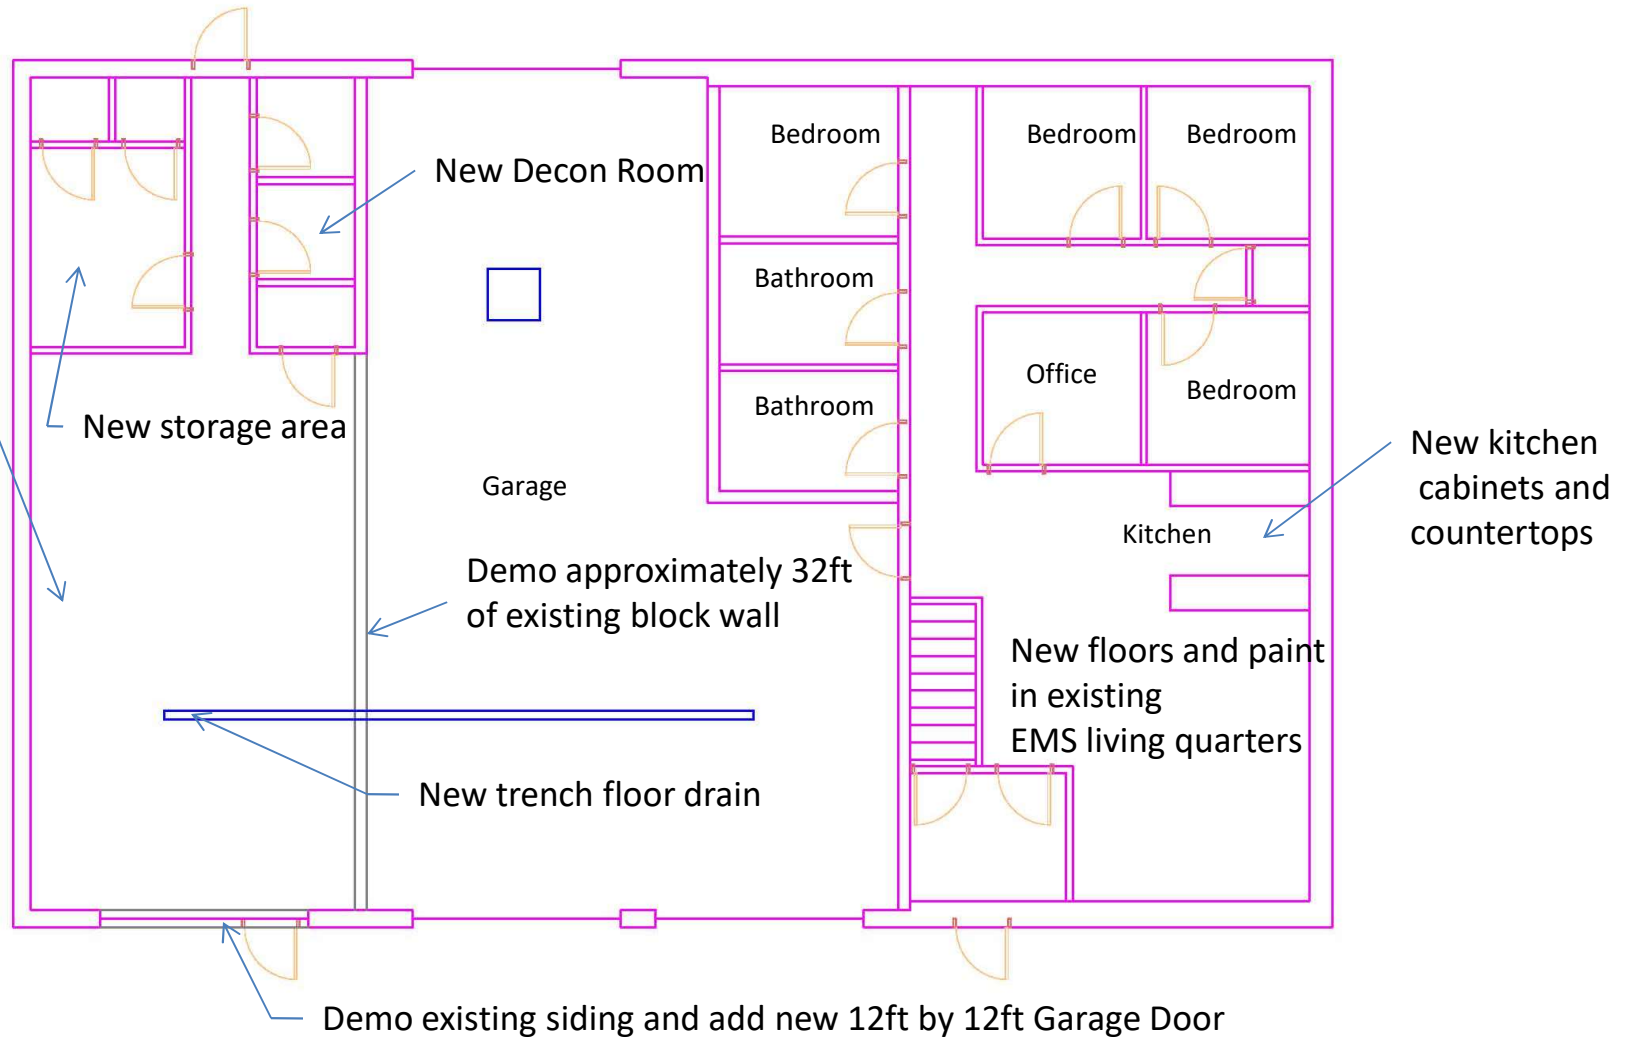 Bedroom
Bedroom
Bedroom
New Decon Room
Bathroom
Office
Bedroom
Bathroom
New storage area
New kitchen
cabinets and
countertops
Garage
Kitchen
Demo approximately 32ft
of existing block wall
New floors and paint
in existing
EMS living quarters
New trench floor drain
Demo existing siding and add new 12ft by 12ft Garage Door